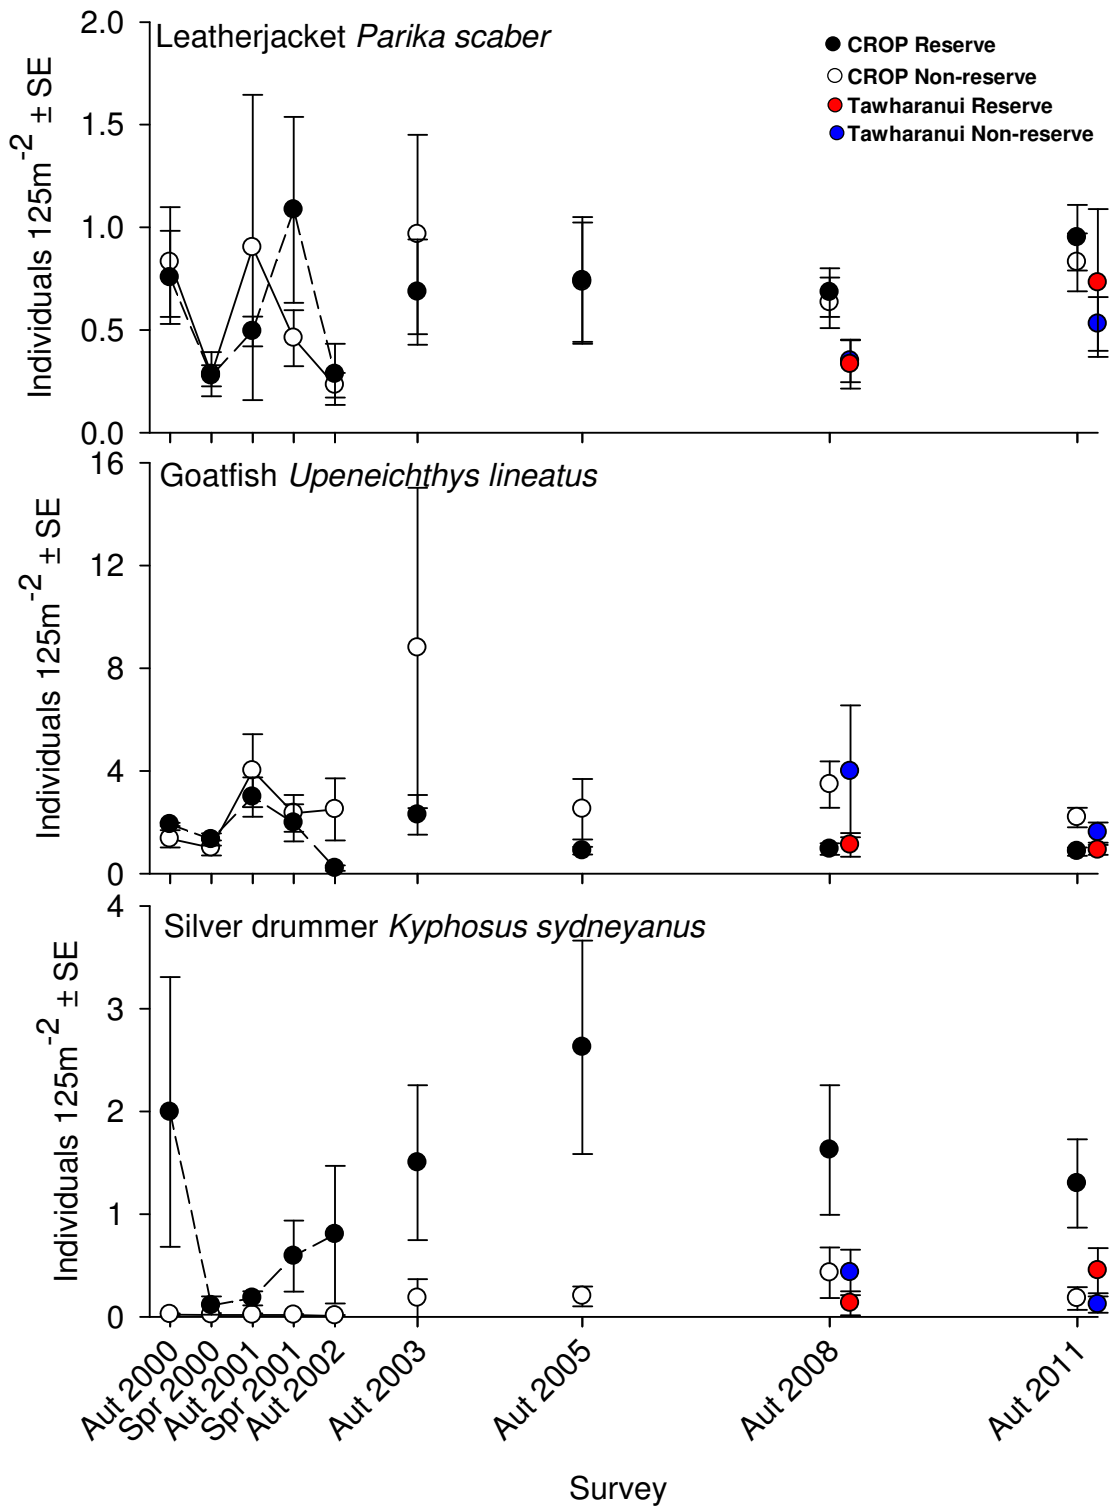 Leatherjacket Parika scaber
CROP Reserve
CROP Non-reserve
Tawharanui Reserve
Tawharanui Non-reserve
Individuals 125m-2 ± SE
2.0
1.5
1.0
0.5
0.0
Goatfish Upeneichthys lineatus
Individuals 125m-2 ± SE
16
12
8
4
0
Silver drummer Kyphosus sydneyanus
Individuals 125m-2 ± SE
4
3
2
1
0
Aut 2000
Spr 2000
Aut 2001
Spr 2001
Aut 2002
Aut 2003
Aut 2005
Aut 2008
Aut 2011
Survey